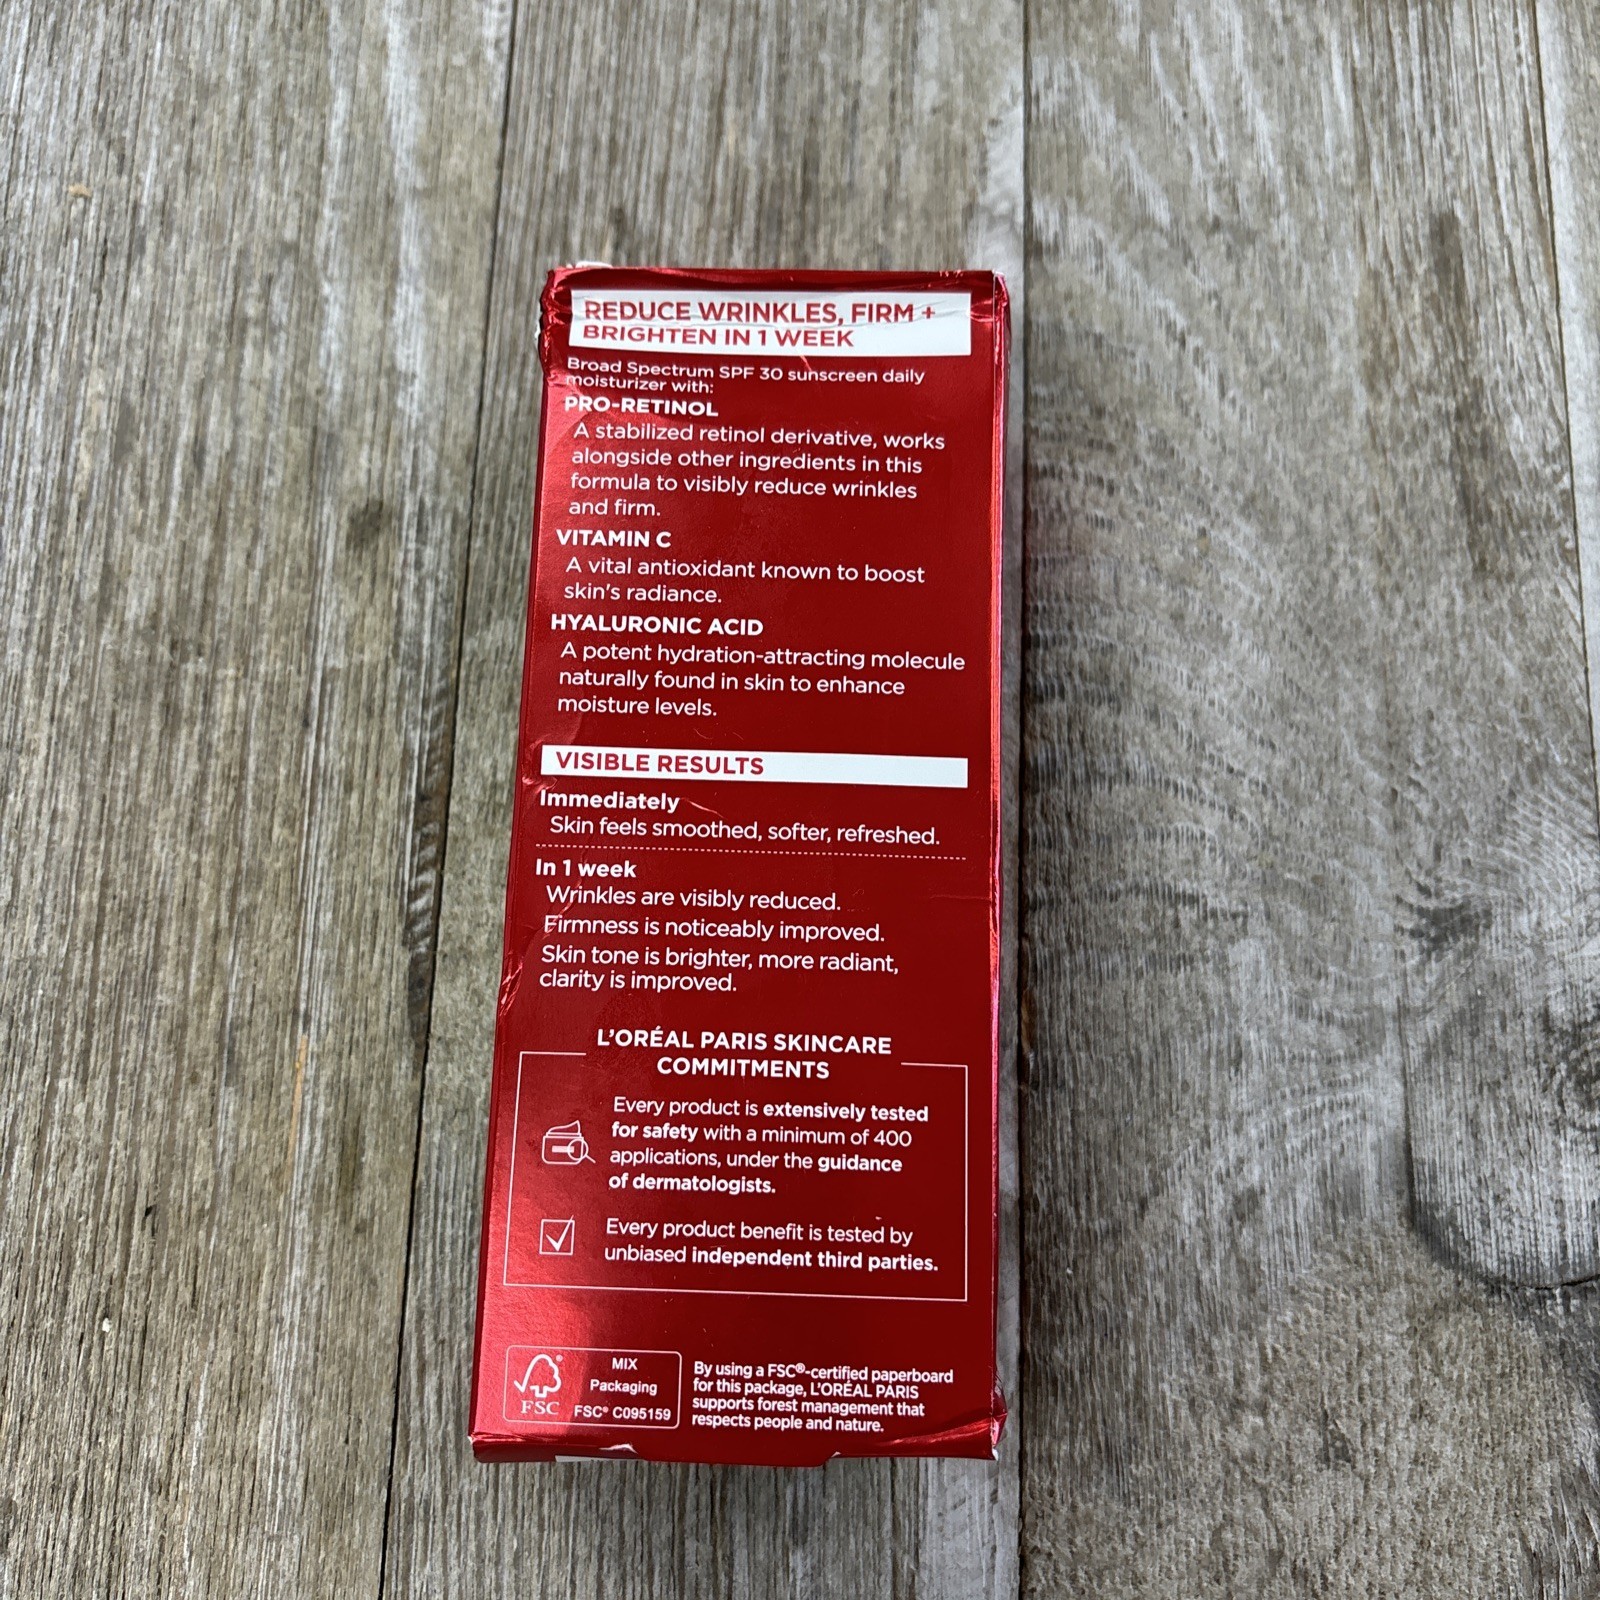 REDUCE WRINKLES, FIRM +
BRIGHTEN IN 1 WEEK
Broad Spectrum SPF 30 sunscreen daily
moisturizer with:
PRO-RETINOL
A stabilized retinol derivative, works
alongside other ingredients in this
formula to visibly reduce wrinkles
and firm.
VITAMIN C
A vital antioxidant known to boost
skin's radiance.
HYALURONIC ACID
A potent hydration-attracting molecule
naturally found in skin to enhance
moisture levels.
VISIBLE RESULTS
Immediately
Skin feels smoothed, softer, refreshed.
In 1 week
Wrinkles are visibly reduced.
Firmness is noticeably improved.
Skin tone is brighter, more radiant,
clarity is improved.
L'ORÉAL PARIS SKINCARE
COMMITMENTS
Every product is extensively tested
for safety with a minimum of 400
applications, under the guidance
of dermatologists.
Every product benefit is tested by
unbiased independent third parties.
FSC®
MIX
Packaging
FSC® C095159
By using a FSC®-certified paperboard
for this package, L'ORÉAL PARIS
supports forest management that
respects people and nature.